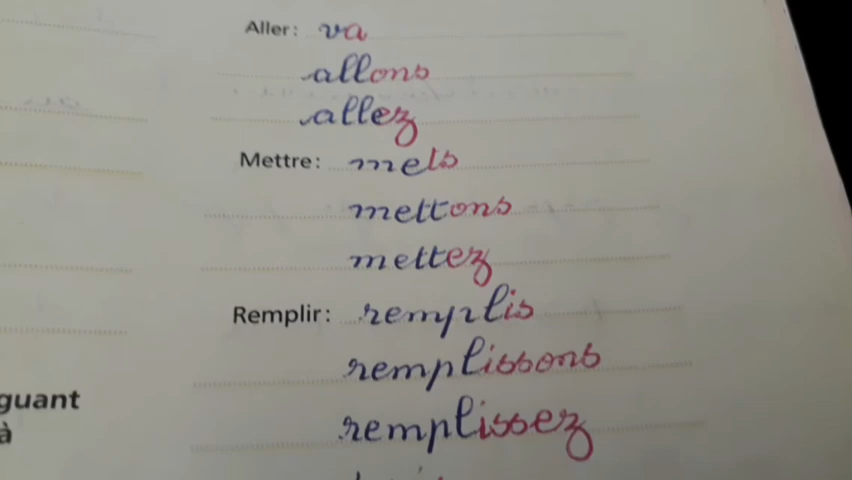 Aller: va
allons
allez
Mettre: mets
mettons
mettez
Remplir: remplis
remplissons
guant
remplissez
à